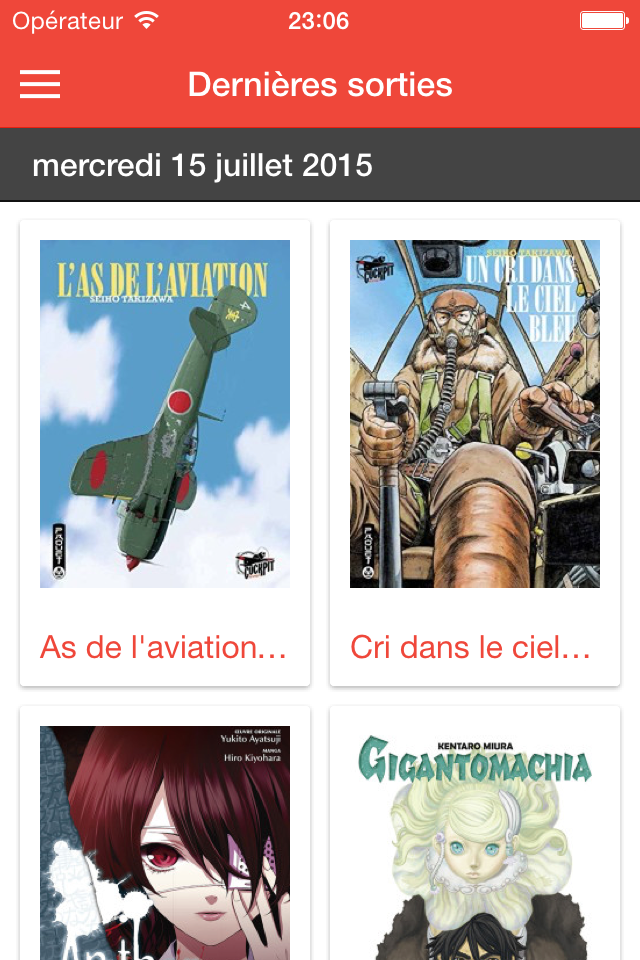 Opérateur 23:06
Dernières sorties
mercredi 15 juillet 2015
L'AS DE L'AVIATION
SEIHO TAKIZAWA
PAQUET
COCKPIT
As de l'aviation…
COCKPIT
SEIHO TAKIZAWA
UN CRI DANS
LE CIEL
BLEU
PAQUET
Cri dans le ciel…
ŒUVRE ORIGINALE
Yukito Ayatsuji
MANGA
Hiro Kiyohara
KENTARO MIURA
GIGANTOMACHIA